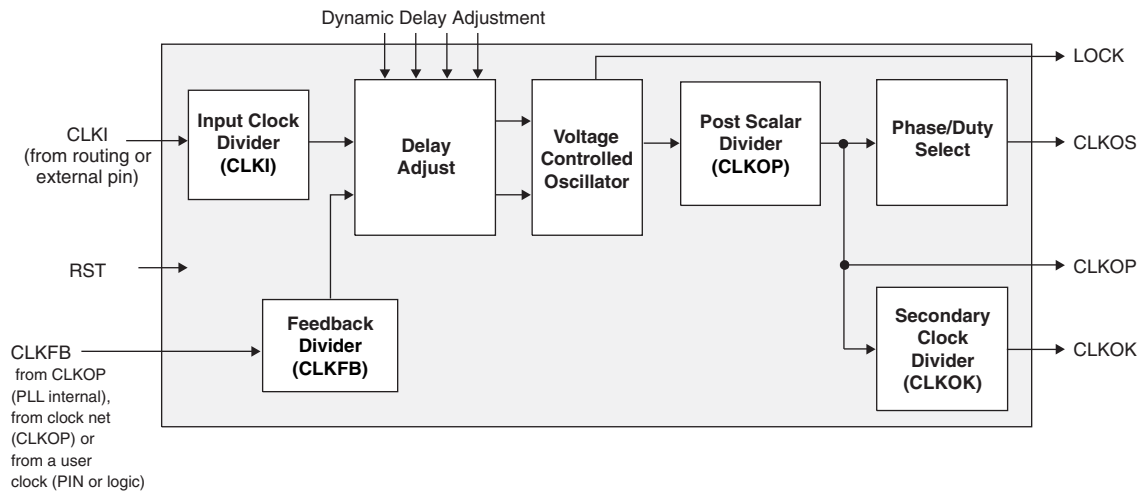 Dynamic Delay Adjustment
LOCK
CLKI
(from routing or
external pin)
Input Clock
Divider
(CLKI)
Delay
Adjust
Voltage
Controlled
Oscillator
Post Scalar
Divider
(CLKOP)
Phase/Duty
Select
CLKOS
RST
CLKOP
CLKFB
from CLKOP
(PLL internal),
from clock net
(CLKOP) or
from a user
clock (PIN or logic)
Feedback
Divider
(CLKFB)
Secondary
Clock
Divider
(CLKOK)
CLKOK